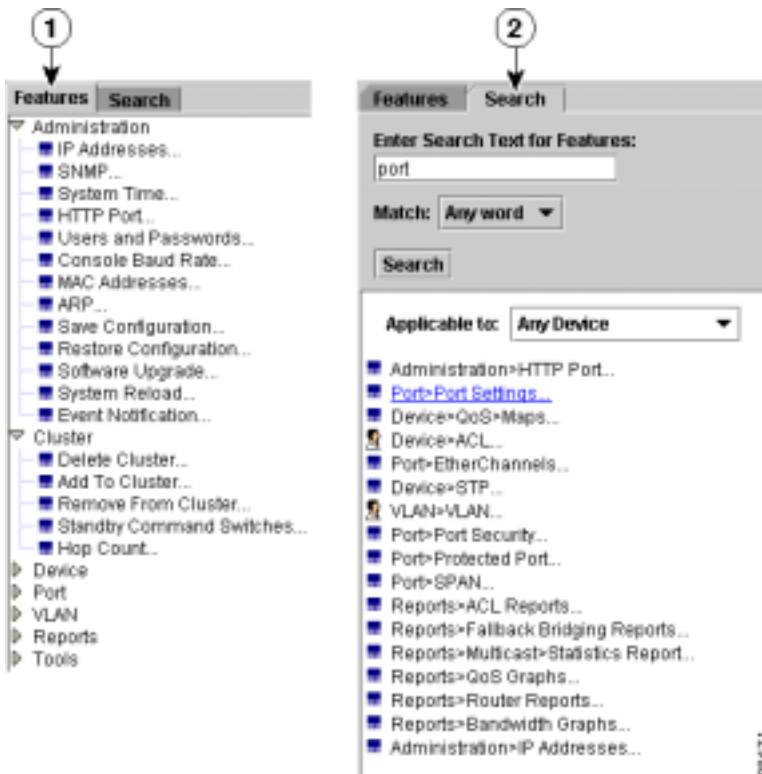 1
Features Search
Administration
IP Addresses...
SNMP...
System Time...
HTTP Port...
Users and Passwords...
Console Baud Rate...
MAC Addresses...
ARP...
Save Configuration...
Restore Configuration...
Software Upgrade...
System Reload...
Event Notification...
Cluster
Delete Cluster...
Add To Cluster...
Remove From Cluster...
Standby Command Switches...
Hop Count...
Device
Port
VLAN
Reports
Tools
2
Features Search
Enter Search Text for Features:
port
Match: Any word
Search
Applicable to: Any Device
Administration>HTTP Port...
Port>Port Settings...
Device>QoS>Maps...
Device>ACL...
Port>EtherChannels...
Device>STP...
VLAN>VLAN...
Port>Port Security...
Port>Protected Port...
Port>SPAN...
Reports>ACL Reports...
Reports>Fallback Bridging Reports...
Reports>Multicast>Statistics Report...
Reports>QoS Graphs...
Reports>Router Reports...
Reports>Bandwidth Graphs...
Administration>IP Addresses...